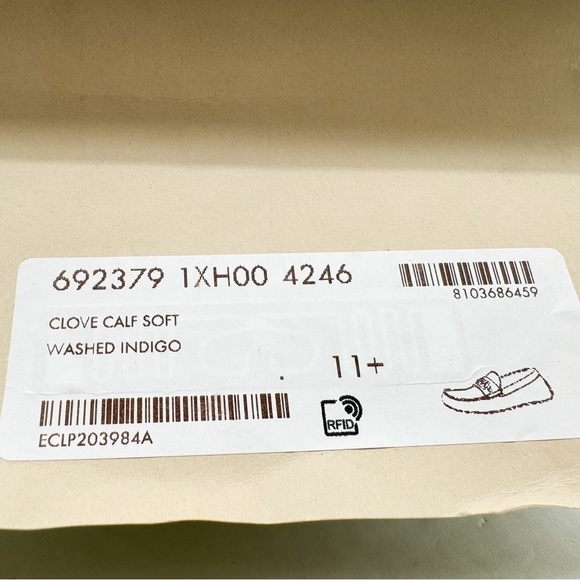 692379 1XH00 4246
8103686459
CLOVE CALF SOFT
WASHED INDIGO
11+
ECLP203984A
RFID